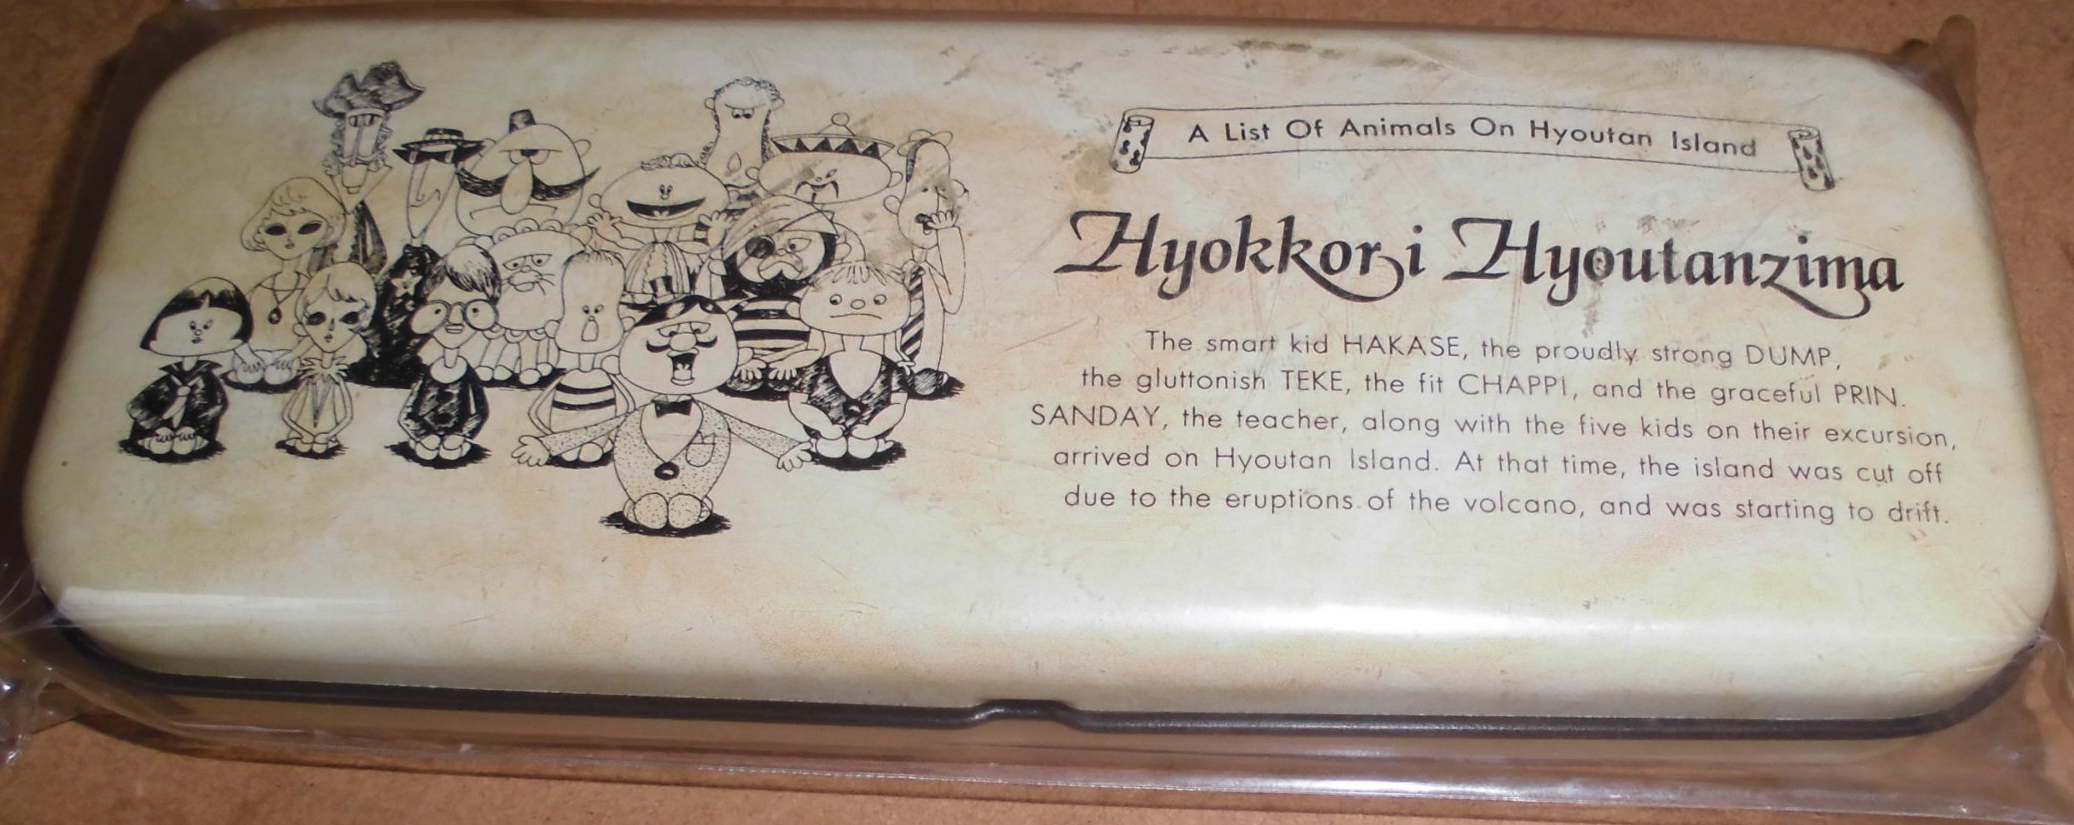 A List Of Animals On Hyoutan Island
Hyokkori Hyoutanzima
The smart kid HAKASE, the proudly strong DUMP,
the gluttonish TEKE, the fit CHAPPI, and the graceful PRIN.
SANDAY, the teacher, along with the five kids on their excursion,
arrived on Hyoutan Island. At that time, the island was cut off
due to the eruptions of the volcano, and was starting to drift.